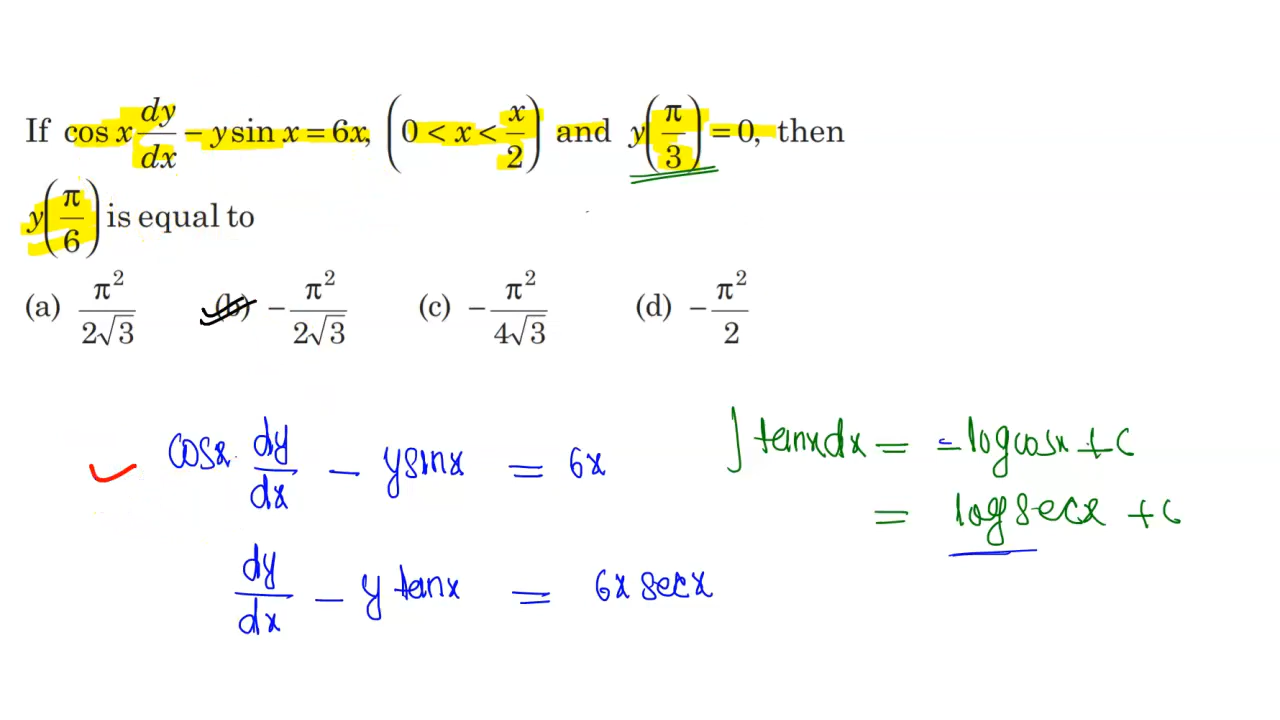 If cos x dy/dx − y sin x = 6x, (0 < x < x/2) and y(π/3) = 0, then
y(π/6) is equal to
(a) π²/2√3 (b) −π²/2√3 (c) −π²/4√3 (d) −π²/2
cosx. dy/dx − ysinx = 6x
∫tanxdx = −logcosx + c
= logsecx + c
dy/dx − y tanx = 6x secx